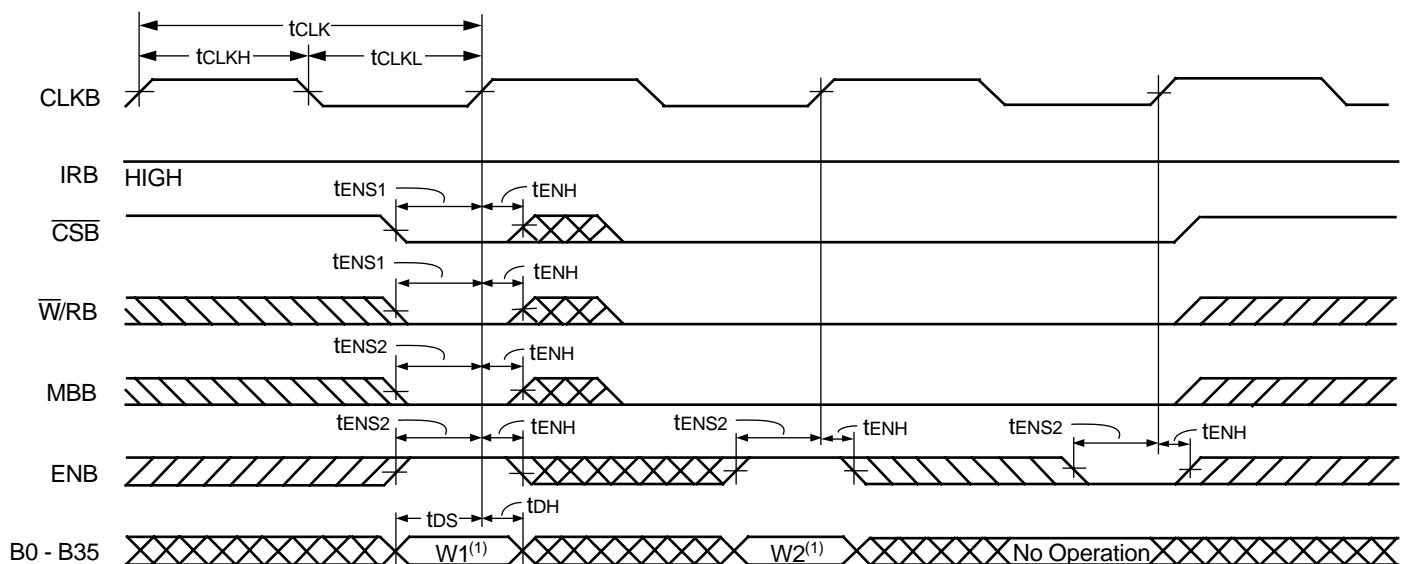 tCLK
tCLKH tCLKL
CLKB
IRB HIGH
tENS1 tENH
CSB
tENS1 tENH
W/RB
tENS2 tENH
MBB
tENS2 tENH tENS2 tENH tENS2 tENH
ENB
tDS tDH
B0 - B35 W1(1) W2(1) No Operation